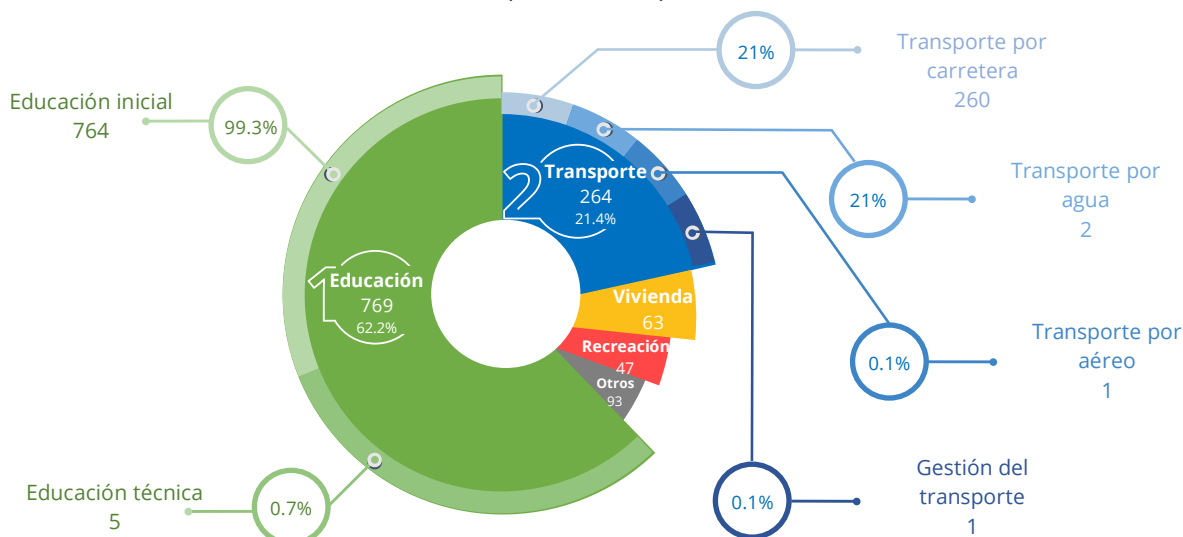 Transporte por
carretera
260
21%
Educación inicial
764
99.3%
2
Transporte
264
21.4%
Transporte por
agua
2
21%
1
Educación
769
62.2%
Vivienda
63
Recreación
47
Otros
93
Transporte por
aéreo
1
0.1%
Gestión del
transporte
1
0.1%
Educación técnica
5
0.7%